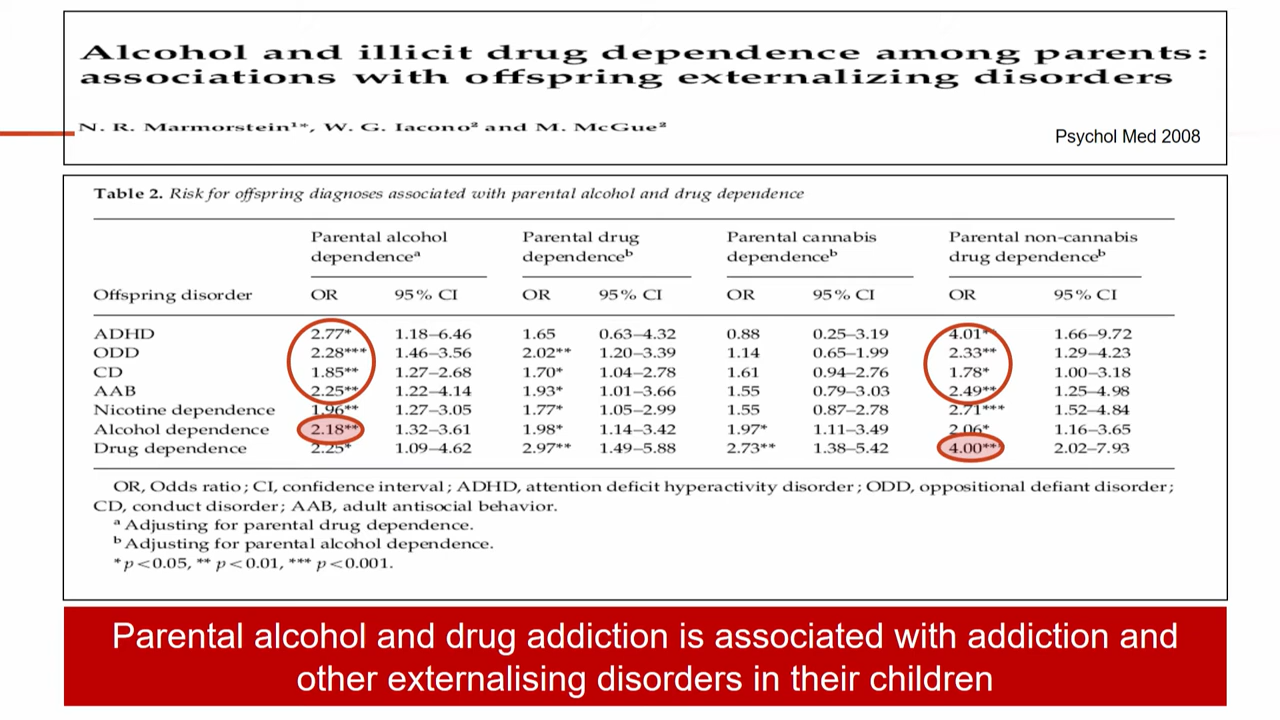 Alcohol and illicit drug dependence among parents:
associations with offspring externalizing disorders
N. R. Marmorstein¹*, W. G. Iacono² and M. McGue²
Psychol Med 2008
Table 2. Risk for offspring diagnoses associated with parental alcohol and drug dependence
Parental alcohol Parental drug Parental cannabis Parental non-cannabis
dependenceᵃ dependenceᵇ dependenceᵇ drug dependenceᵇ
Offspring disorder OR 95% CI OR 95% CI OR 95% CI OR 95% CI
ADHD 2.77* 1.18–6.46 1.65 0.63–4.32 0.88 0.25–3.19 4.01** 1.66–9.72
ODD 2.28*** 1.46–3.56 2.02** 1.20–3.39 1.14 0.65–1.99 2.33** 1.29–4.23
CD 1.85** 1.27–2.68 1.70* 1.04–2.78 1.61 0.94–2.76 1.78* 1.00–3.18
AAB 2.25** 1.22–4.14 1.93* 1.01–3.66 1.55 0.79–3.03 2.49** 1.25–4.98
Nicotine dependence 1.96** 1.27–3.05 1.77* 1.05–2.99 1.55 0.87–2.78 2.71*** 1.52–4.84
Alcohol dependence 2.18** 1.32–3.61 1.98* 1.14–3.42 1.97* 1.11–3.49 2.06* 1.16–3.65
Drug dependence 2.25* 1.09–4.62 2.97** 1.49–5.88 2.73** 1.38–5.42 4.00*** 2.02–7.93
OR, Odds ratio; CI, confidence interval; ADHD, attention deficit hyperactivity disorder; ODD, oppositional defiant disorder;
CD, conduct disorder; AAB, adult antisocial behavior.
ᵃ Adjusting for parental drug dependence.
ᵇ Adjusting for parental alcohol dependence.
* p<0.05, ** p<0.01, *** p<0.001.
Parental alcohol and drug addiction is associated with addiction and
other externalising disorders in their children